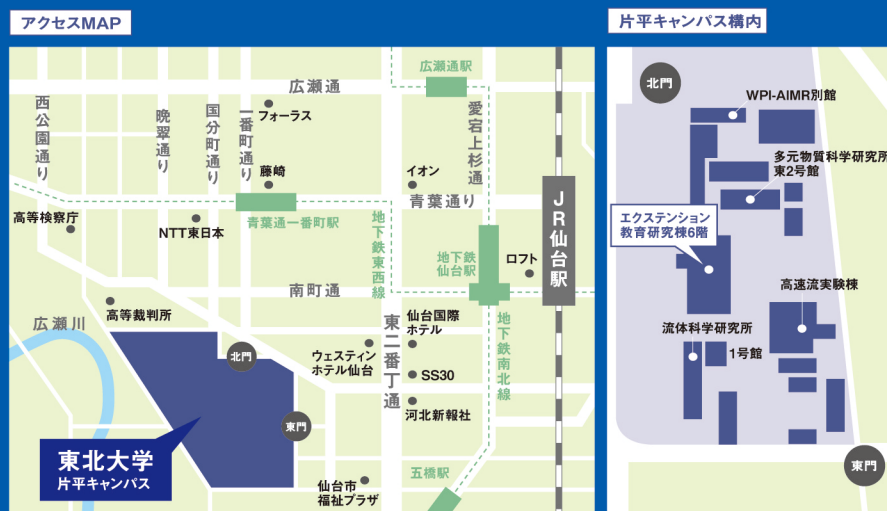 アクセスMAP
広瀬通駅
広瀬通
西公園通り
晩翠通り
国分町通り
一番町通り
フォーラス
愛宕上杉通
藤崎
イオン
青葉通り
JR仙台駅
高等検察庁
NTT東日本
青葉通一番町駅
地下鉄東西線
地下鉄
仙台駅
ロフト
南町通
高等裁判所
広瀬川
仙台国際
ホテル
東二番丁通
地下鉄南北線
北門
ウェスティン
ホテル仙台
SS30
河北新報社
東門
東北大学
片平キャンパス
五橋駅
仙台市
福祉プラザ
片平キャンパス構内
北門
WPI-AIMR別館
多元物質科学研究所
東2号館
エクステンション
教育研究棟6階
高速流実験棟
流体科学研究所
1号館
東門